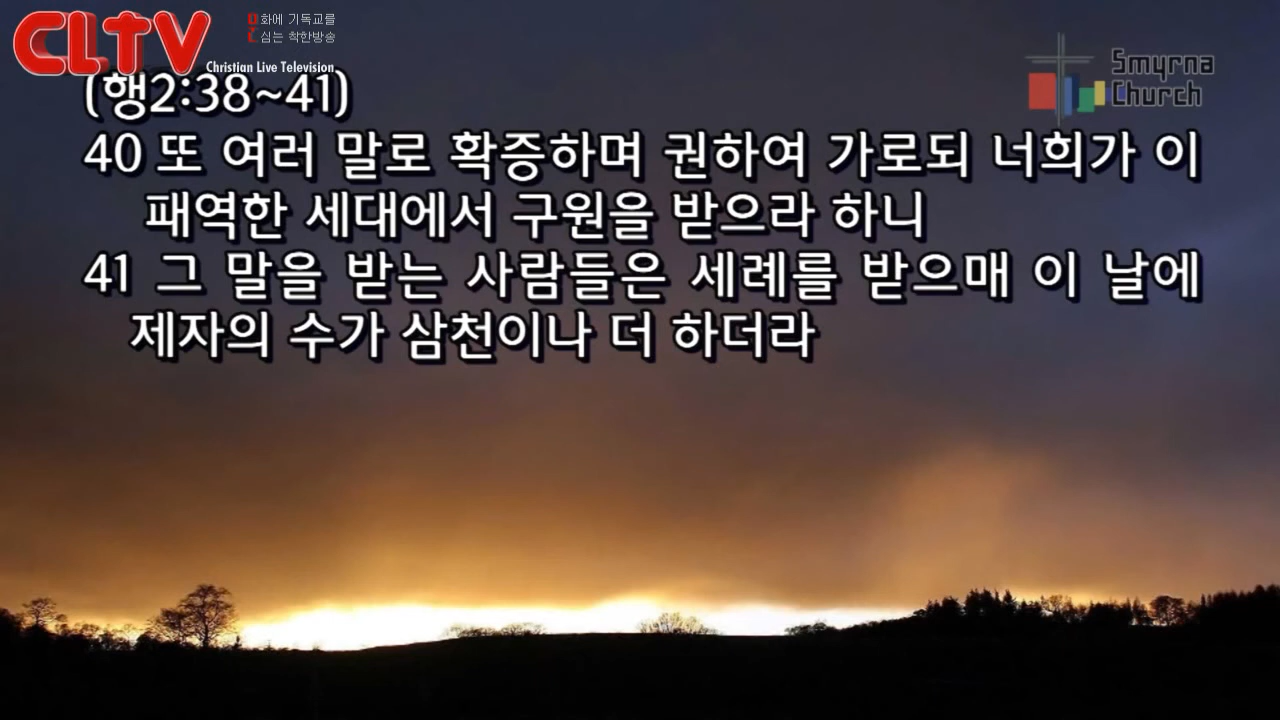 CLTV
문화에 기독교를
심는 착한방송
Christian Live Television
Smyrna
Church
(행2:38~41)
40 또 여러 말로 확증하며 권하여 가로되 너희가 이
패역한 세대에서 구원을 받으라 하니
41 그 말을 받는 사람들은 세례를 받으매 이 날에
제자의 수가 삼천이나 더 하더라